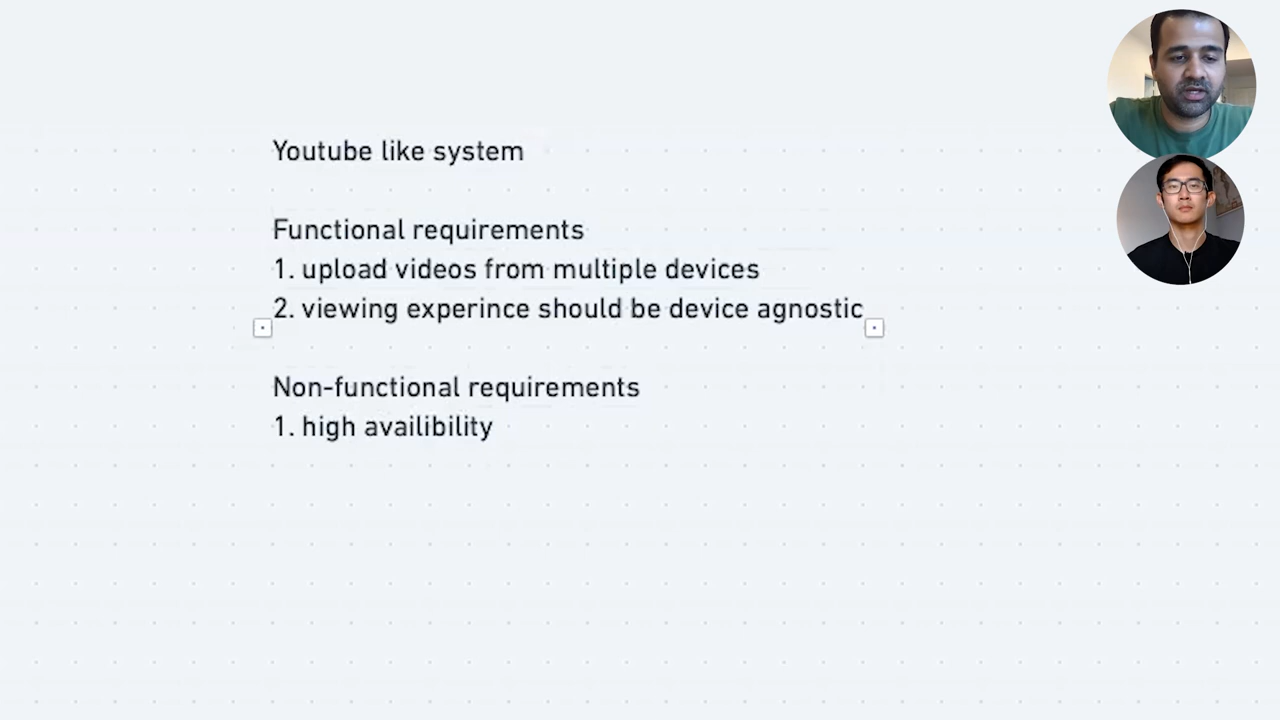 Youtube like system
Functional requirements
1. upload videos from multiple devices
2. viewing experince should be device agnostic
Non-functional requirements
1. high availibility